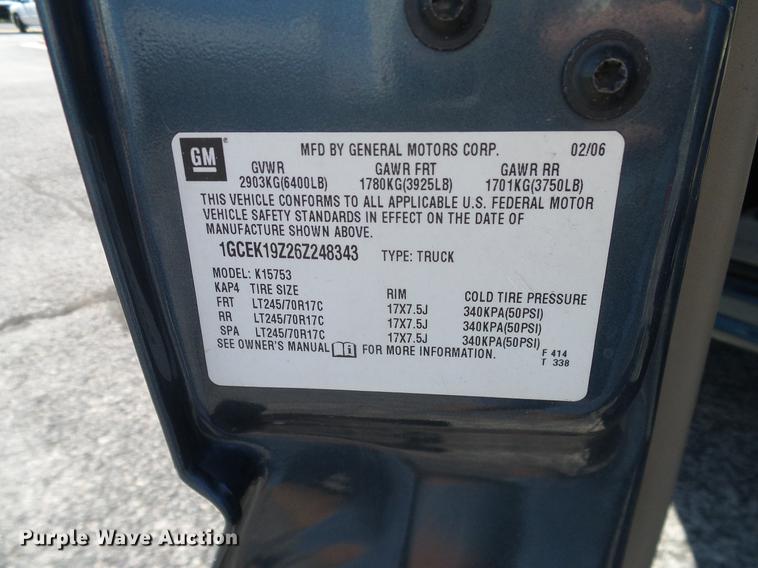 GM
MFD BY GENERAL MOTORS CORP. 02/06
GVWR GAWR FRT GAWR RR
2903KG(6400LB) 1780KG(3925LB) 1701KG(3750LB)
THIS VEHICLE CONFORMS TO ALL APPLICABLE U.S. FEDERAL MOTOR
VEHICLE SAFETY STANDARDS IN EFFECT ON THE DATE OF
MANUFACTURE SHOWN ABOVE.
1GCEK19Z26Z248343 TYPE: TRUCK
MODEL: K15753
KAP4 TIRE SIZE RIM COLD TIRE PRESSURE
FRT LT245/70R17C 17X7.5J 340KPA(50PSI)
RR LT245/70R17C 17X7.5J 340KPA(50PSI)
SPA LT245/70R17C 17X7.5J 340KPA(50PSI)
SEE OWNER'S MANUAL FOR MORE INFORMATION.
F 414
T 338
Purple Wave Auction